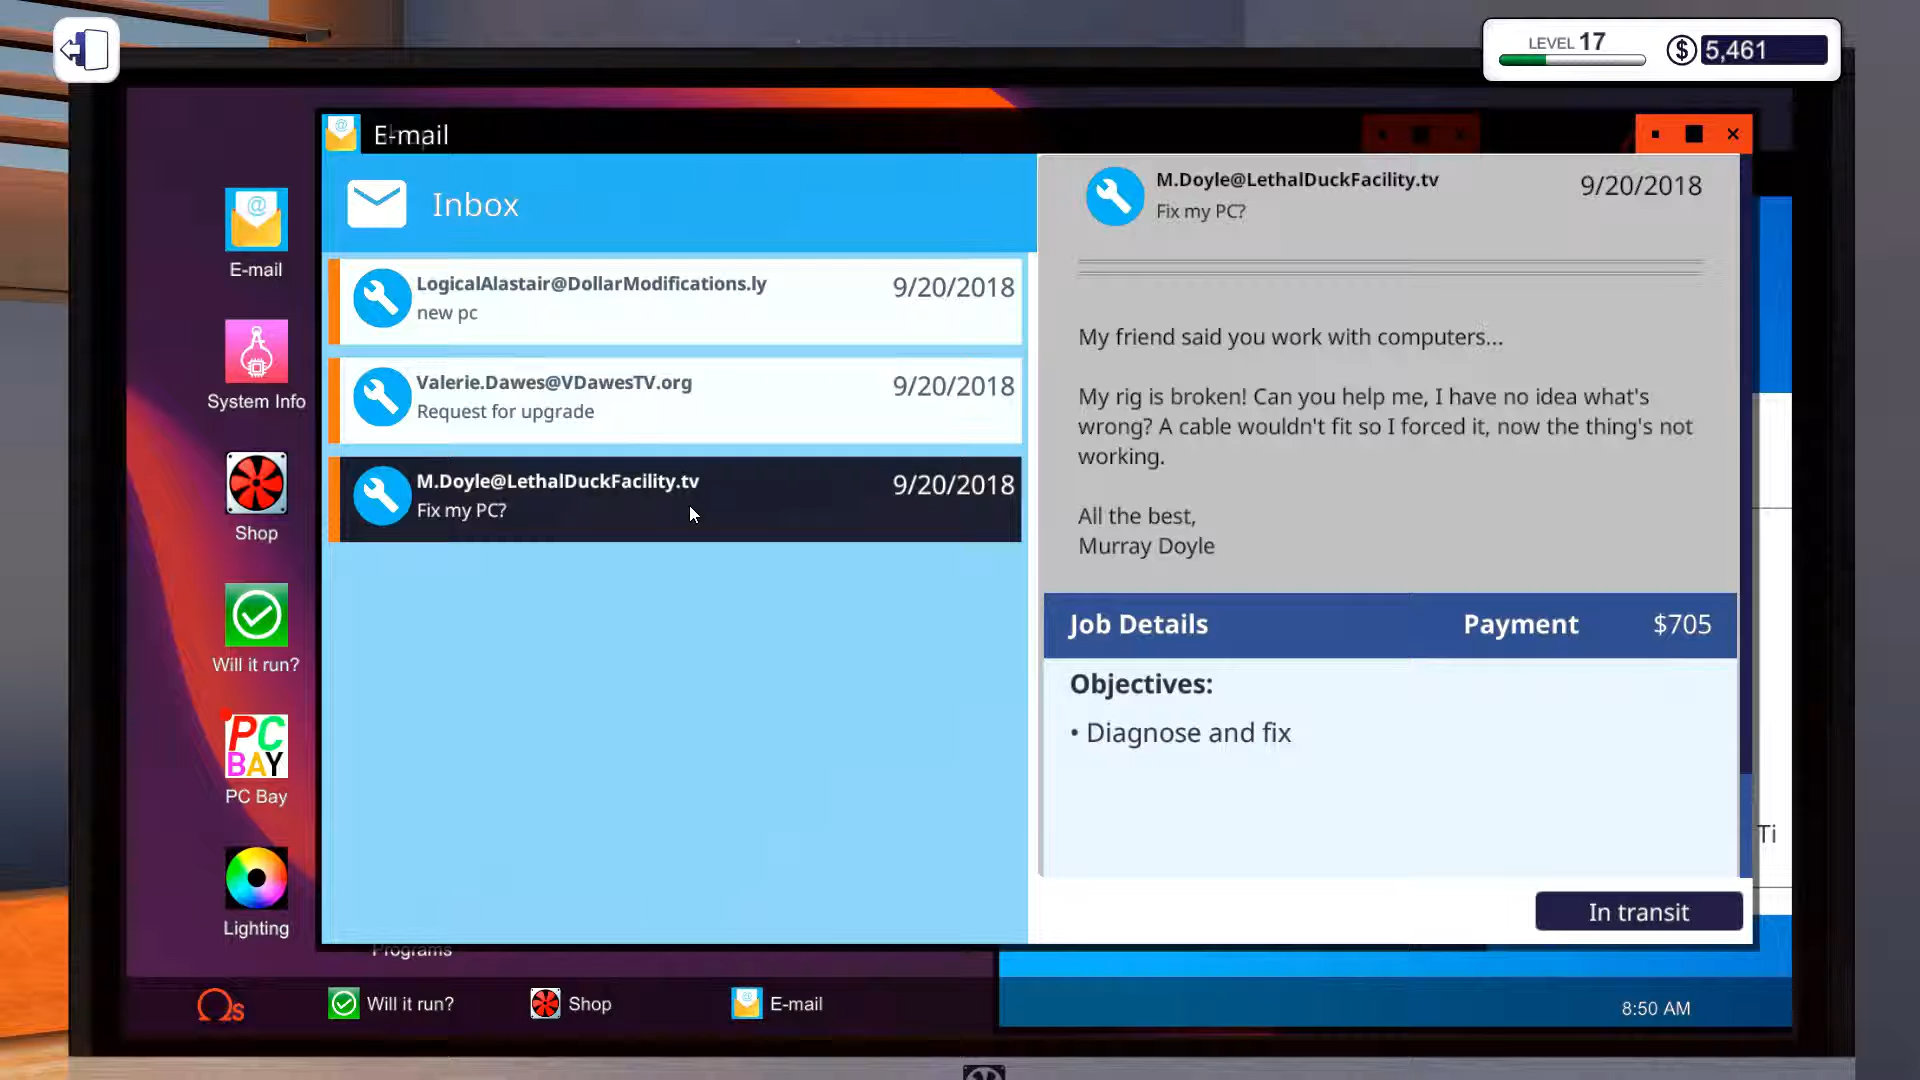 LEVEL 17
$ 5,461
E-mail
Inbox
LogicalAlastair@DollarModifications.ly
9/20/2018
new pc
Valerie.Dawes@VDawesTV.org
9/20/2018
Request for upgrade
M.Doyle@LethalDuckFacility.tv
9/20/2018
Fix my PC?
M.Doyle@LethalDuckFacility.tv
9/20/2018
Fix my PC?
My friend said you work with computers...
My rig is broken! Can you help me, I have no idea what's
wrong? A cable wouldn't fit so I forced it, now the thing's not
working.
All the best,
Murray Doyle
Job Details
Payment
$705
Objectives:
• Diagnose and fix
In transit
E-mail
System Info
Shop
Will it run?
PC
BAY
PC Bay
Lighting
Programs
Ti
Ωs
Will it run?
Shop
E-mail
8:50 AM